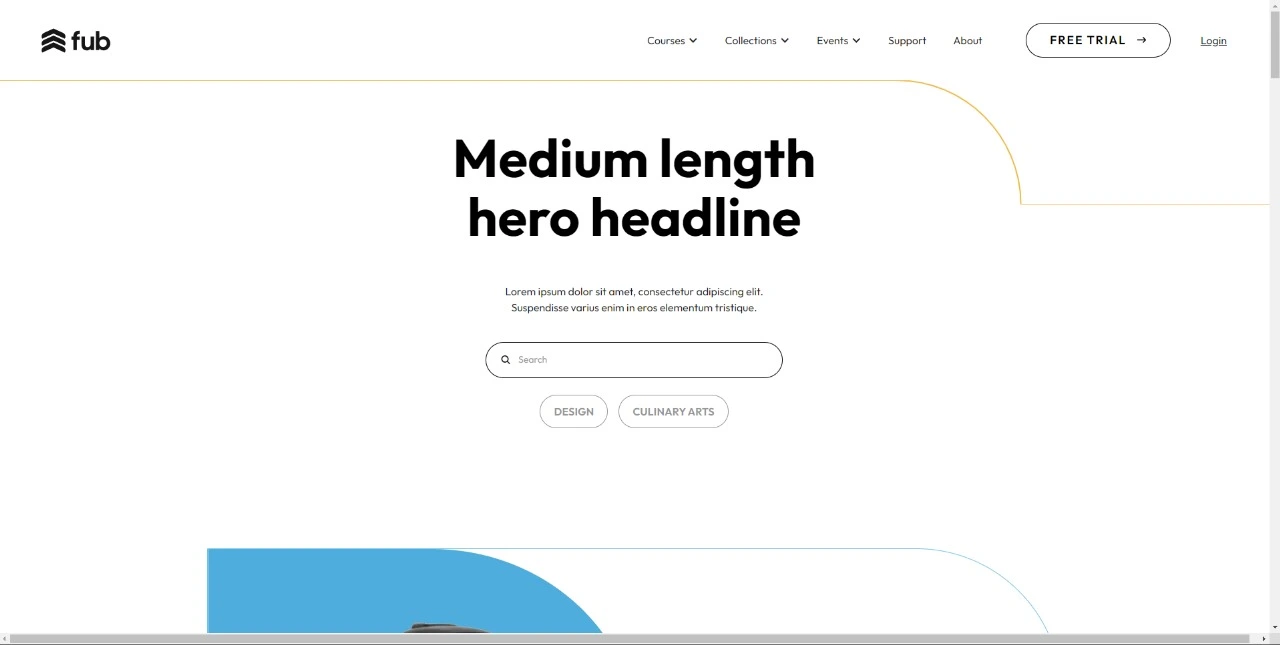 fub
Courses
Collections
Events
Support
About
FREE TRIAL →
Login
Medium length
hero headline
Lorem ipsum dolor sit amet, consectetur adipiscing elit.
Suspendisse varius enim in eros elementum tristique.
Search
DESIGN
CULINARY ARTS